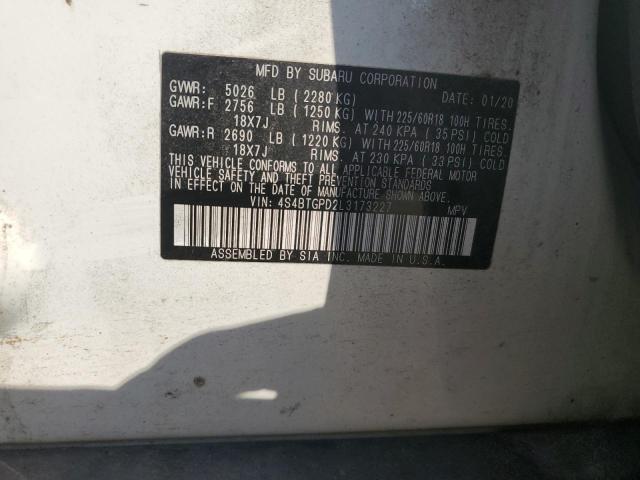 MFD BY SUBARU CORPORATION
GVWR: 5026 LB (2280 KG) DATE: 01/20
GAWR:F 2756 LB (1250 KG) WITH 225/60R18 100H TIRES.
18X7J RIMS. AT 240 KPA (35 PSI) COLD
GAWR:R 2690 LB (1220 KG) WITH 225/60R18 100H TIRES.
18X7J RIMS. AT 230 KPA (33 PSI) COLD
THIS VEHICLE CONFORMS TO ALL APPLICABLE FEDERAL MOTOR
VEHICLE SAFETY AND THEFT PREVENTION STANDARDS
IN EFFECT ON THE DATE OF MANUFACTURE SHOWN ABOVE.
VIN: 4S4BTGPD2L3173227 MPV
ASSEMBLED BY SIA INC. MADE IN U.S.A.